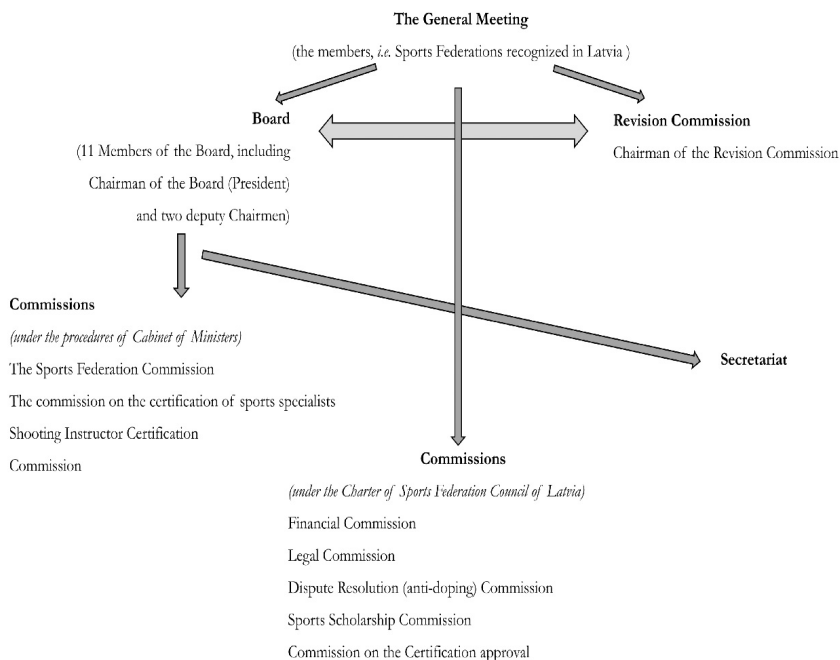 The General Meeting
(the members, i.e. Sports Federations recognized in Latvia )
Board
(11 Members of the Board, including
Chairman of the Board (President)
and two deputy Chairmen)
Revision Commission
Chairman of the Revision Commission
Commissions
(under the procedures of Cabinet of Ministers)
The Sports Federation Commission
The commission on the certification of sports specialists
Shooting Instructor Certification
Commission
Secretariat
Commissions
(under the Charter of Sports Federation Council of Latvia)
Financial Commission
Legal Commission
Dispute Resolution (anti-doping) Commission
Sports Scholarship Commission
Commission on the Certification approval